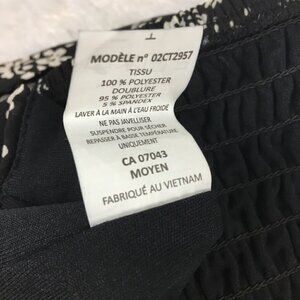 MODÈLE nº 02CT2957
TISSU
100 % POLYESTER
DOUBLURE
95 % POLYESTER
5 % SPANDEX
LAVER À LA MAIN À L'EAU FROIDE
NE PAS JAVELLISER
SUSPENDRE POUR SÉCHER
REPASSER À BASSE TEMPÉRATURE
UNIQUEMENT
CA 07043
MOYEN
FABRIQUÉ AU VIETNAM